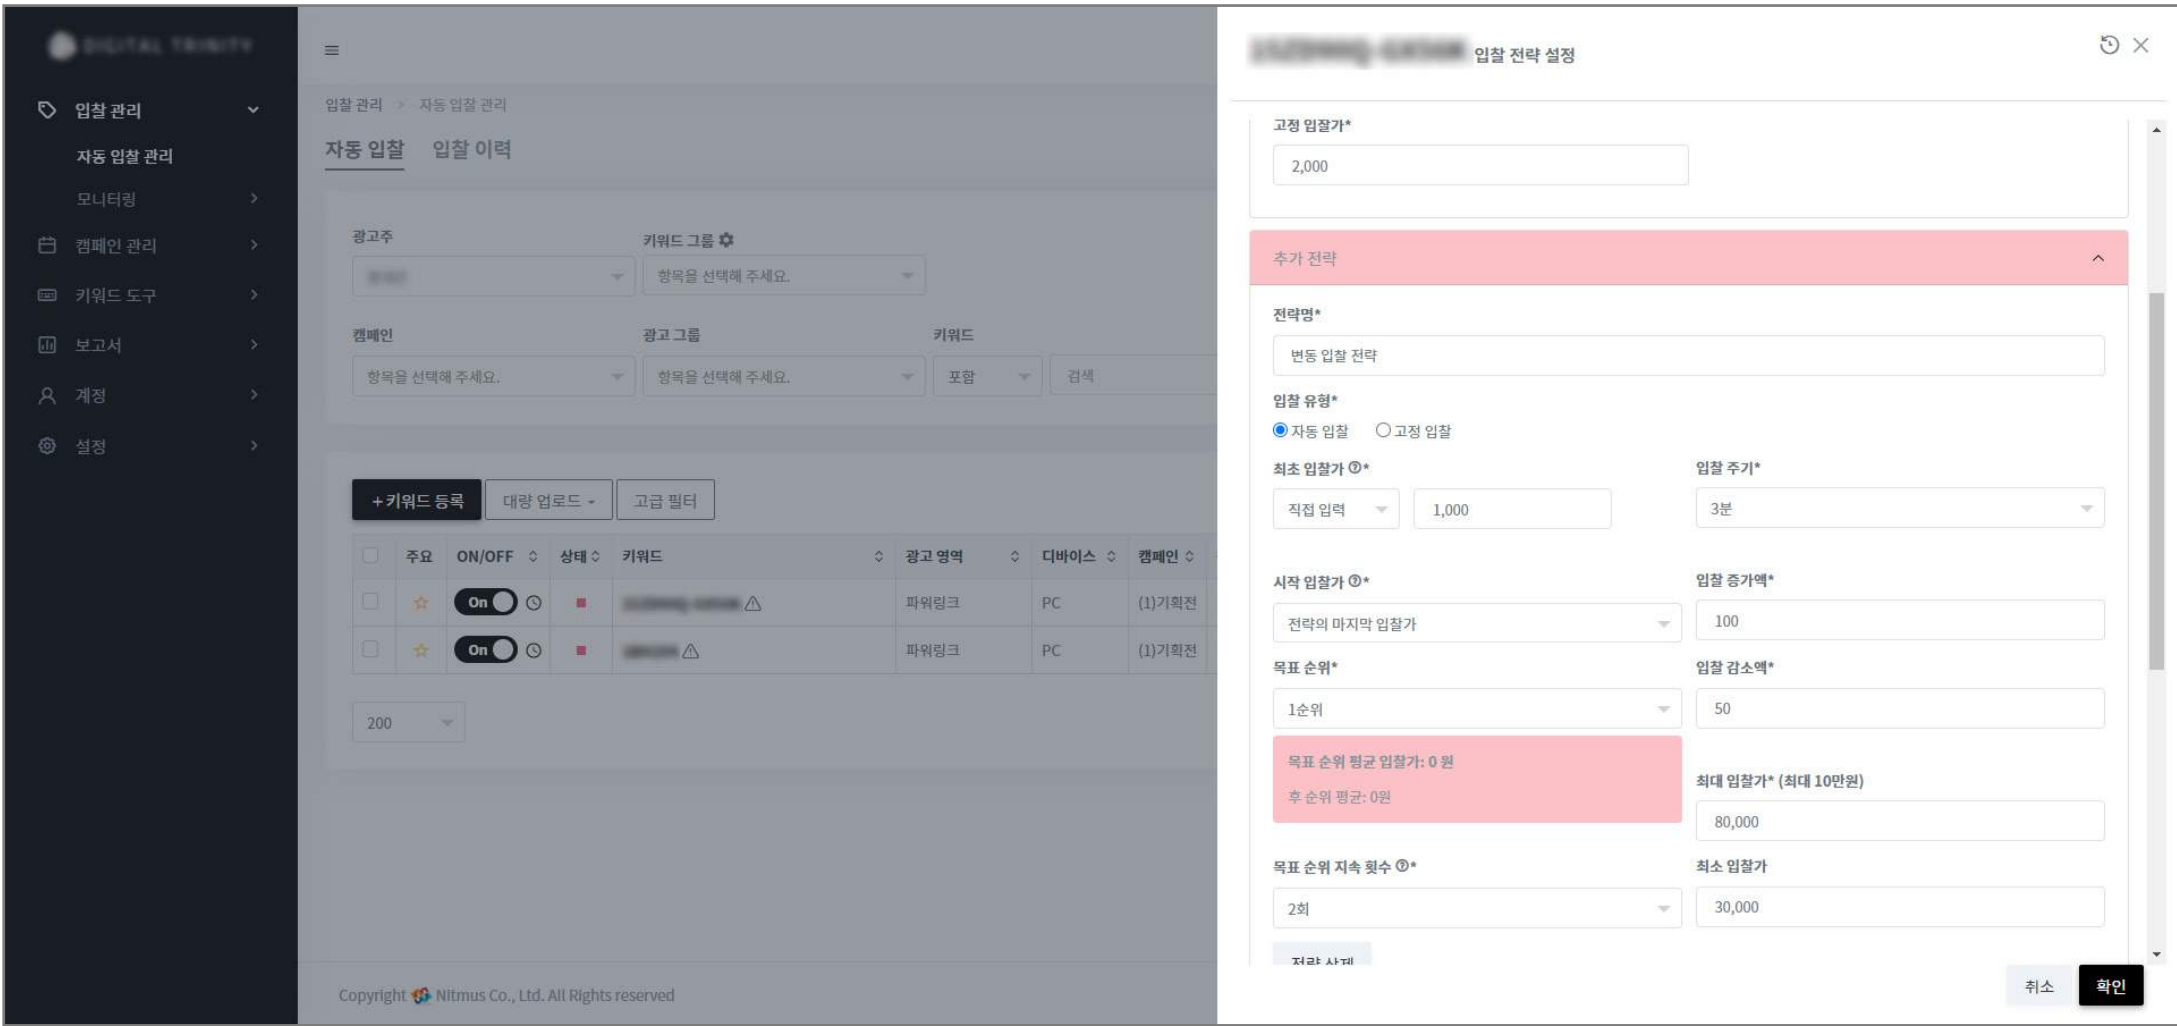 DIGITAL TRINITY
입찰 관리
자동 입찰 관리
모니터링
캠페인 관리
키워드 도구
보고서
계정
설정
입찰 관리 > 자동 입찰 관리
자동 입찰 입찰 이력
광고주
키워드 그룹
항목을 선택해 주세요.
캠페인 광고 그룹 키워드
항목을 선택해 주세요. 항목을 선택해 주세요. 포함 검색
+키워드 등록 대량 업로드 고급 필터
주요 ON/OFF 상태 키워드 광고 영역 디바이스 캠페인
On 파워링크 PC (1)기획전
On 파워링크 PC (1)기획전
200
Copyright Nitmus Co., Ltd. All Rights reserved
입찰 전략 설정
고정 입찰가*
2,000
추가 전략
전략명*
변동 입찰 전략
입찰 유형*
자동 입찰 고정 입찰
최초 입찰가 ?* 입찰 주기*
직접 입력 1,000 3분
시작 입찰가 ?* 입찰 증가액*
전략의 마지막 입찰가 100
목표 순위* 입찰 감소액*
1순위 50
목표 순위 평균 입찰가: 0 원
후 순위 평균: 0원
최대 입찰가* (최대 10만원)
80,000
목표 순위 지속 횟수 ?* 최소 입찰가
2회 30,000
전략 삭제
취소 확인